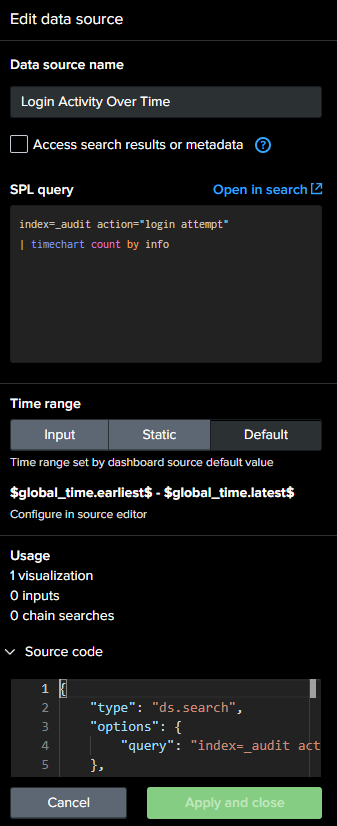 Edit data source
Data source name
Login Activity Over Time
Access search results or metadata ?
SPL query Open in search
index=_audit action="login attempt"
| timechart count by info
Time range
Input Static Default
Time range set by dashboard source default value
$global_time.earliest$ - $global_time.latest$
Configure in source editor
Usage
1 visualization
0 inputs
0 chain searches
Source code
1 {
2 "type": "ds.search",
3 "options": {
4 "query": "index=_audit act
5 },
Cancel Apply and close